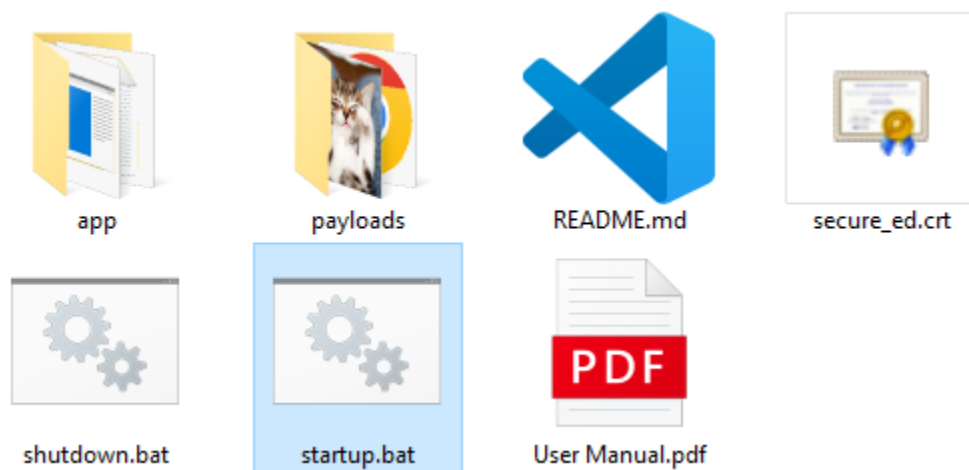 app
payloads
README.md
secure_ed.crt
shutdown.bat
startup.bat
PDF
User Manual.pdf